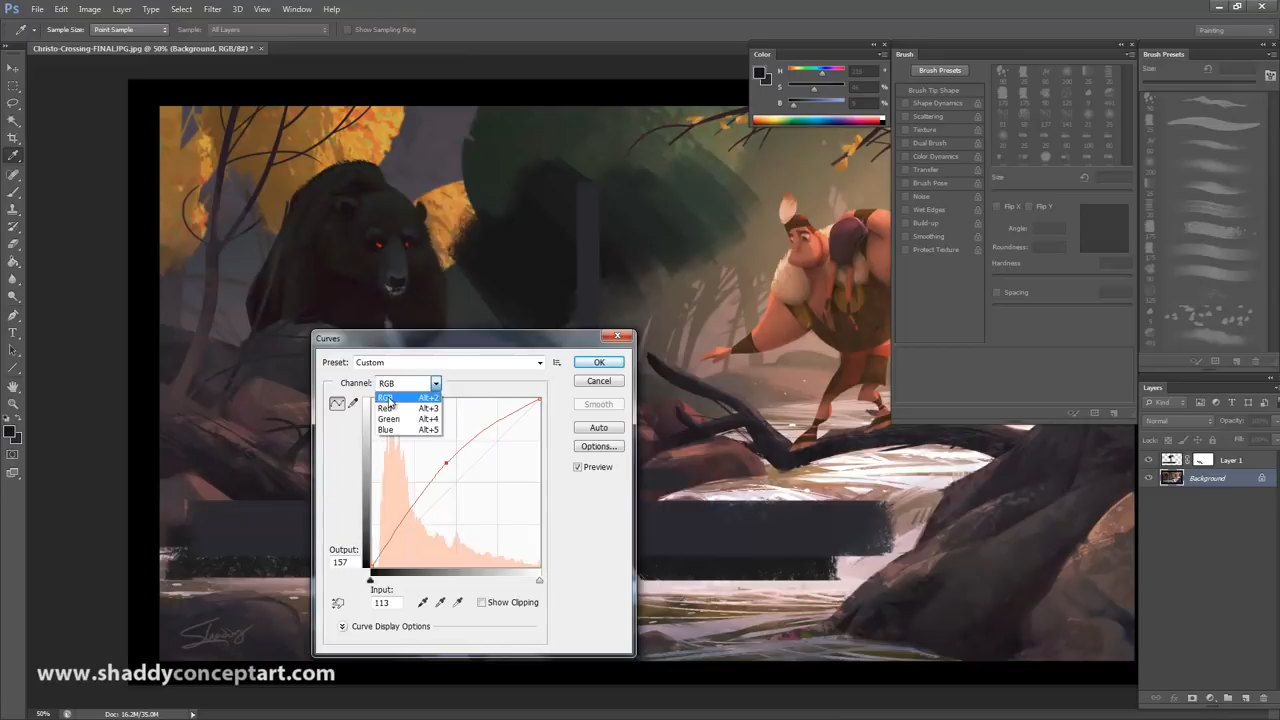 Ps File Edit Image Layer Type Select Filter 3D View Window Help
Sample Size: Point Sample Sample: All Layers Show Sampling Ring Painting
Christo-Crossing-FINAL.JPG.jpg @ 50% (Background, RGB/8#) *
Color
H
S
B
%
%
Brush
Brush Presets
Brush Tip Shape
Shape Dynamics
Scattering
Texture
Dual Brush
Color Dynamics
Transfer
Brush Pose
Noise
Wet Edges
Build-up
Smoothing
Protect Texture
Size
Flip X Flip Y
Angle:
Roundness:
Hardness
Spacing
Brush Presets
Size:
Curves
Preset: Custom
OK
Channel: RGB
Cancel
RGB Alt+2
Red Alt+3
Green Alt+4
Blue Alt+5
Smooth
Auto
Options...
Preview
Output:
157
Input:
113
Show Clipping
Curve Display Options
Layers
Kind
Normal Opacity:
Lock: Fill:
Layer 1
Background
www.shaddyconceptart.com
50% Doc: 16.2M/35.0M